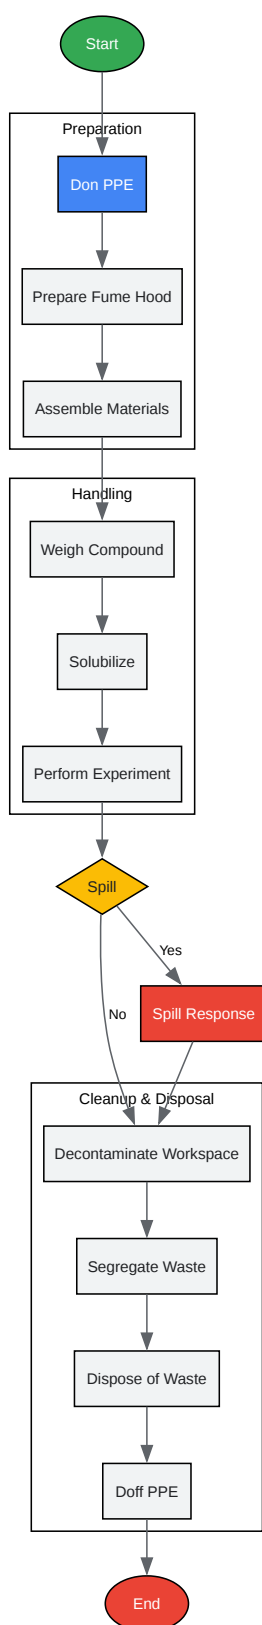 Start
Preparation
Don PPE
Prepare Fume Hood
Assemble Materials
Handling
Weigh Compound
Solubilize
Perform Experiment
Spill
Yes
Spill Response
No
Cleanup & Disposal
Decontaminate Workspace
Segregate Waste
Dispose of Waste
Doff PPE
End